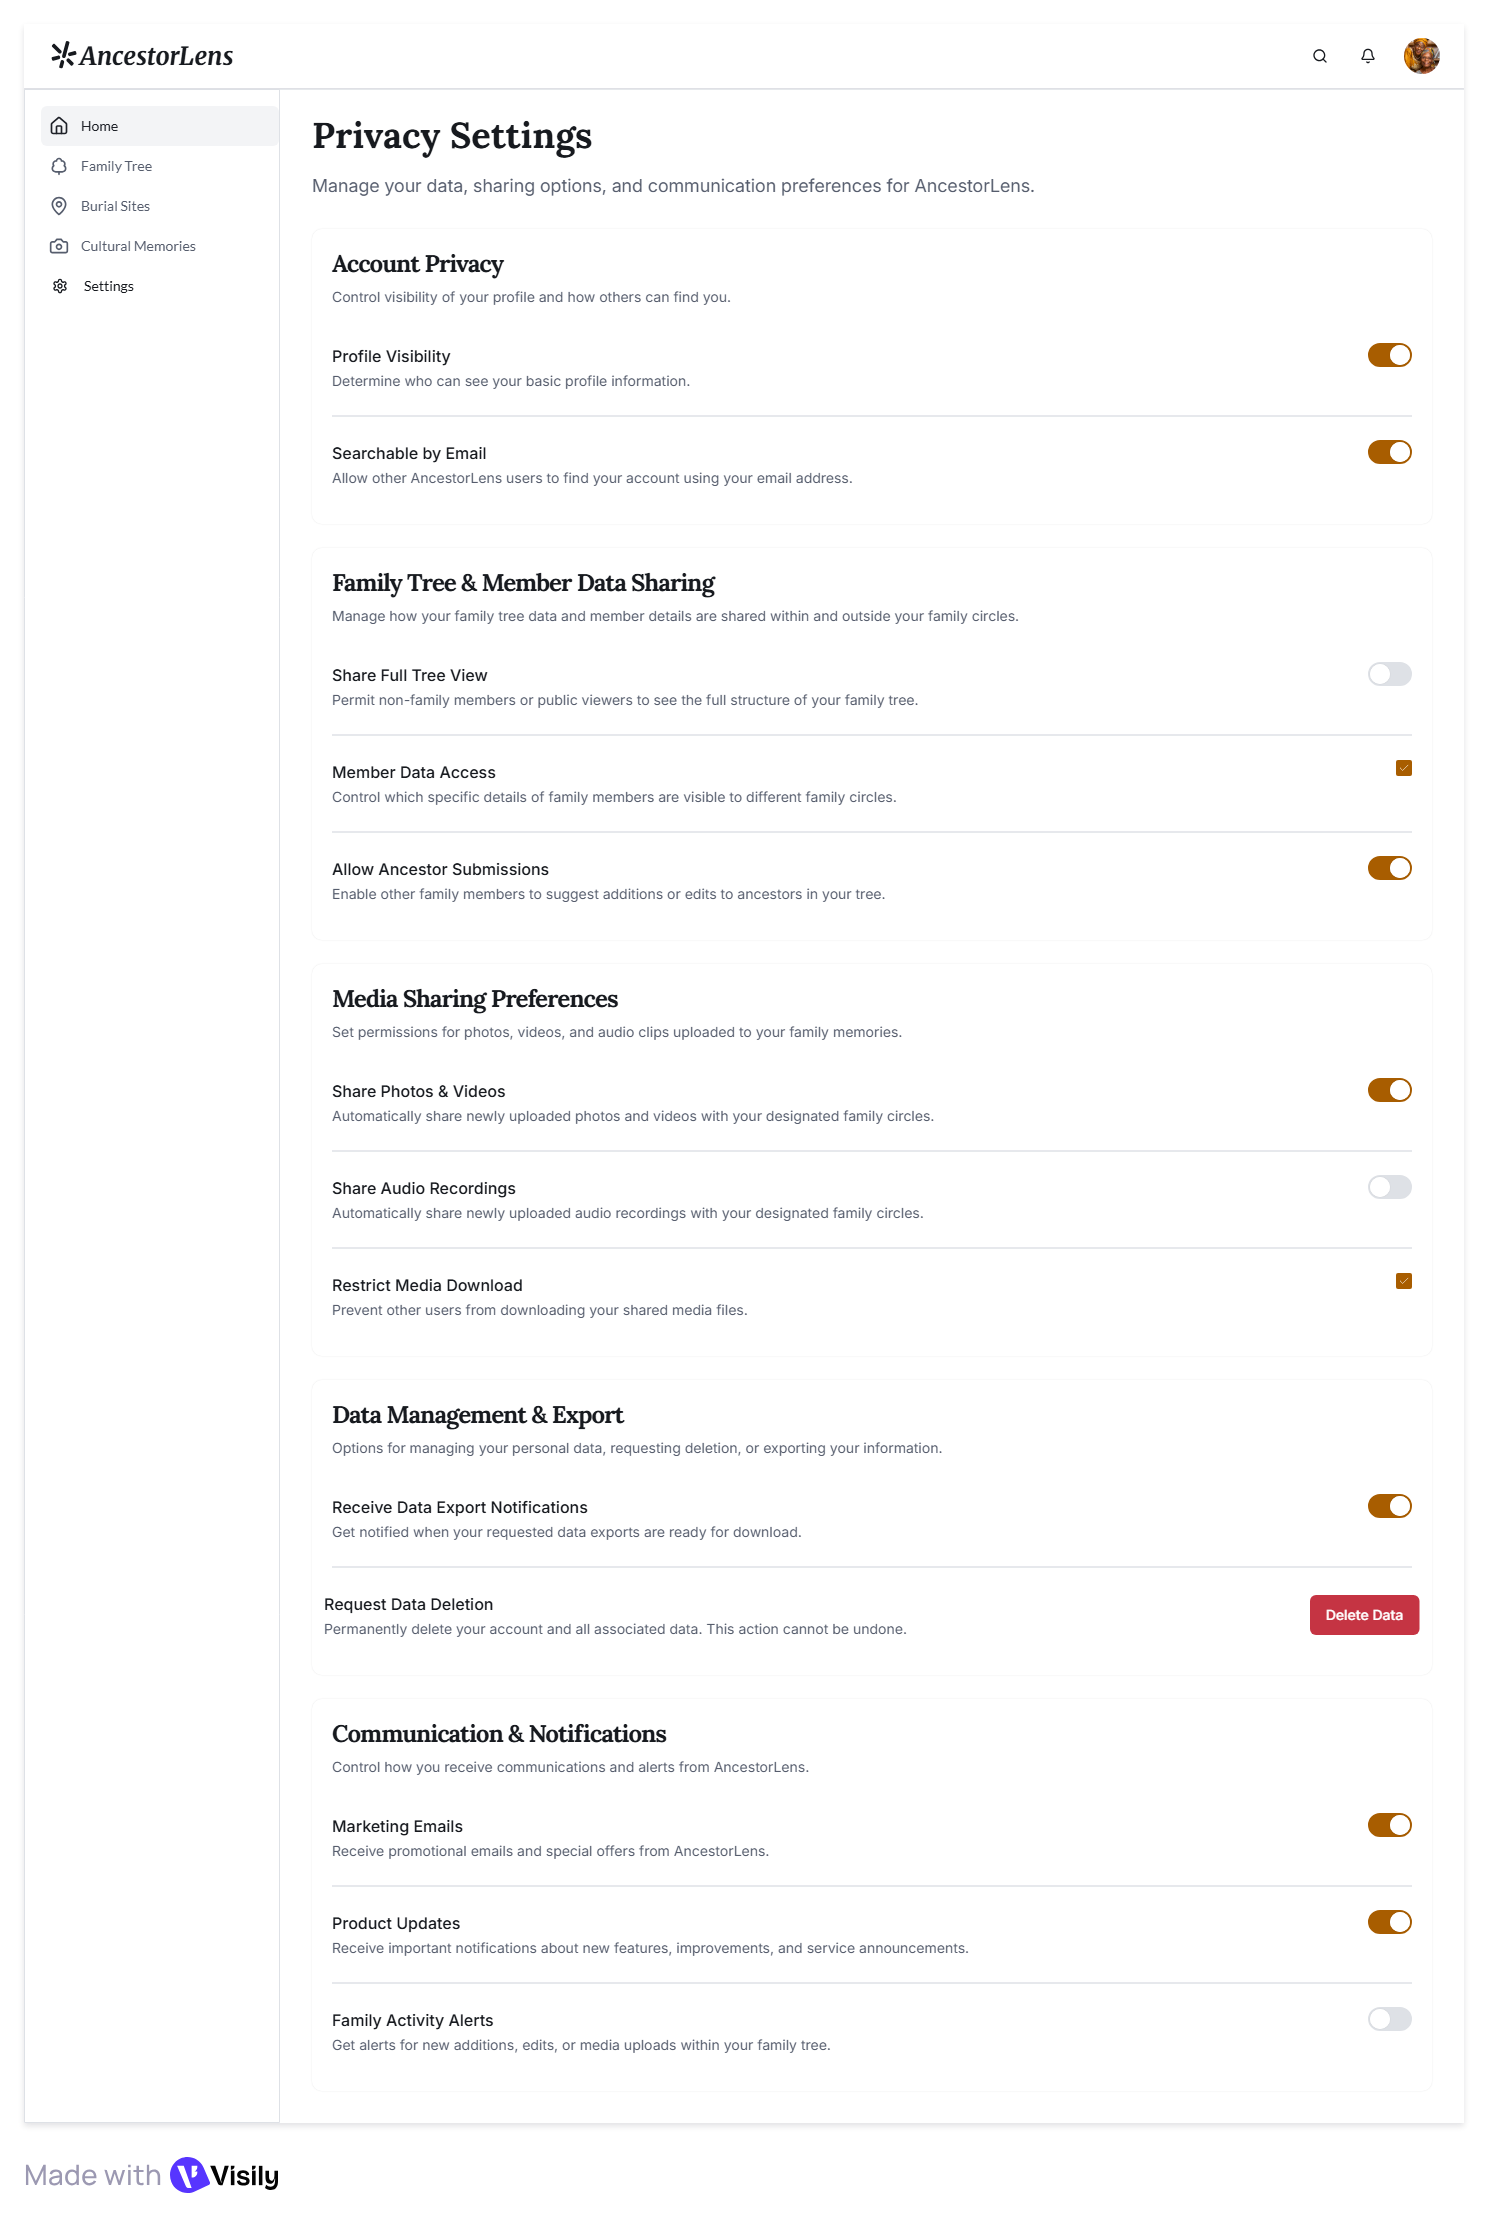 AncestorLens
Home
Family Tree
Burial Sites
Cultural Memories
Settings
Privacy Settings
Manage your data, sharing options, and communication preferences for AncestorLens.
Account Privacy
Control visibility of your profile and how others can find you.
Profile Visibility
Determine who can see your basic profile information.
Searchable by Email
Allow other AncestorLens users to find your account using your email address.
Family Tree & Member Data Sharing
Manage how your family tree data and member details are shared within and outside your family circles.
Share Full Tree View
Permit non-family members or public viewers to see the full structure of your family tree.
Member Data Access
Control which specific details of family members are visible to different family circles.
Allow Ancestor Submissions
Enable other family members to suggest additions or edits to ancestors in your tree.
Media Sharing Preferences
Set permissions for photos, videos, and audio clips uploaded to your family memories.
Share Photos & Videos
Automatically share newly uploaded photos and videos with your designated family circles.
Share Audio Recordings
Automatically share newly uploaded audio recordings with your designated family circles.
Restrict Media Download
Prevent other users from downloading your shared media files.
Data Management & Export
Options for managing your personal data, requesting deletion, or exporting your information.
Receive Data Export Notifications
Get notified when your requested data exports are ready for download.
Request Data Deletion
Permanently delete your account and all associated data. This action cannot be undone.
Delete Data
Communication & Notifications
Control how you receive communications and alerts from AncestorLens.
Marketing Emails
Receive promotional emails and special offers from AncestorLens.
Product Updates
Receive important notifications about new features, improvements, and service announcements.
Family Activity Alerts
Get alerts for new additions, edits, or media uploads within your family tree.
Made with Visily